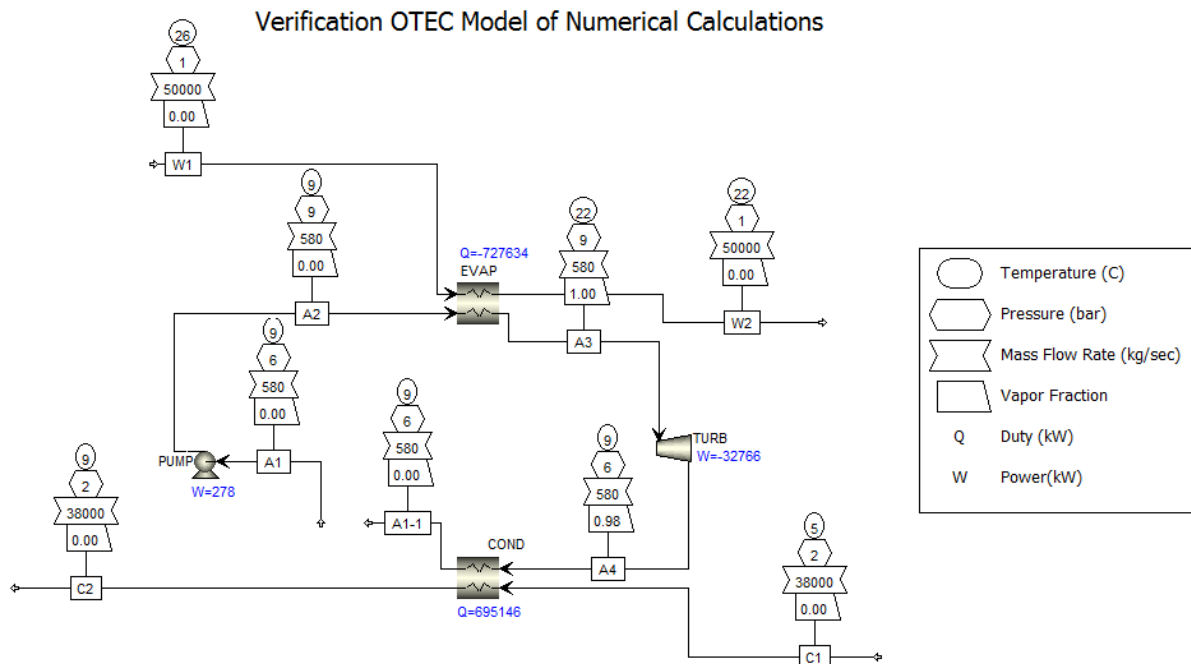 Verification OTEC Model of Numerical Calculations
26
1
50000
0.00
W1
9
9
580
0.00
A2
Q=-727634
EVAP
22
9
580
1.00
A3
22
1
50000
0.00
W2
9
6
580
0.00
A1
PUMP
W=278
9
6
580
0.00
A1-1
TURB
W=-32766
9
6
580
0.98
A4
COND
Q=695146
9
2
38000
0.00
C2
5
2
38000
0.00
C1
Temperature (C)
Pressure (bar)
Mass Flow Rate (kg/sec)
Vapor Fraction
Q Duty (kW)
W Power(kW)